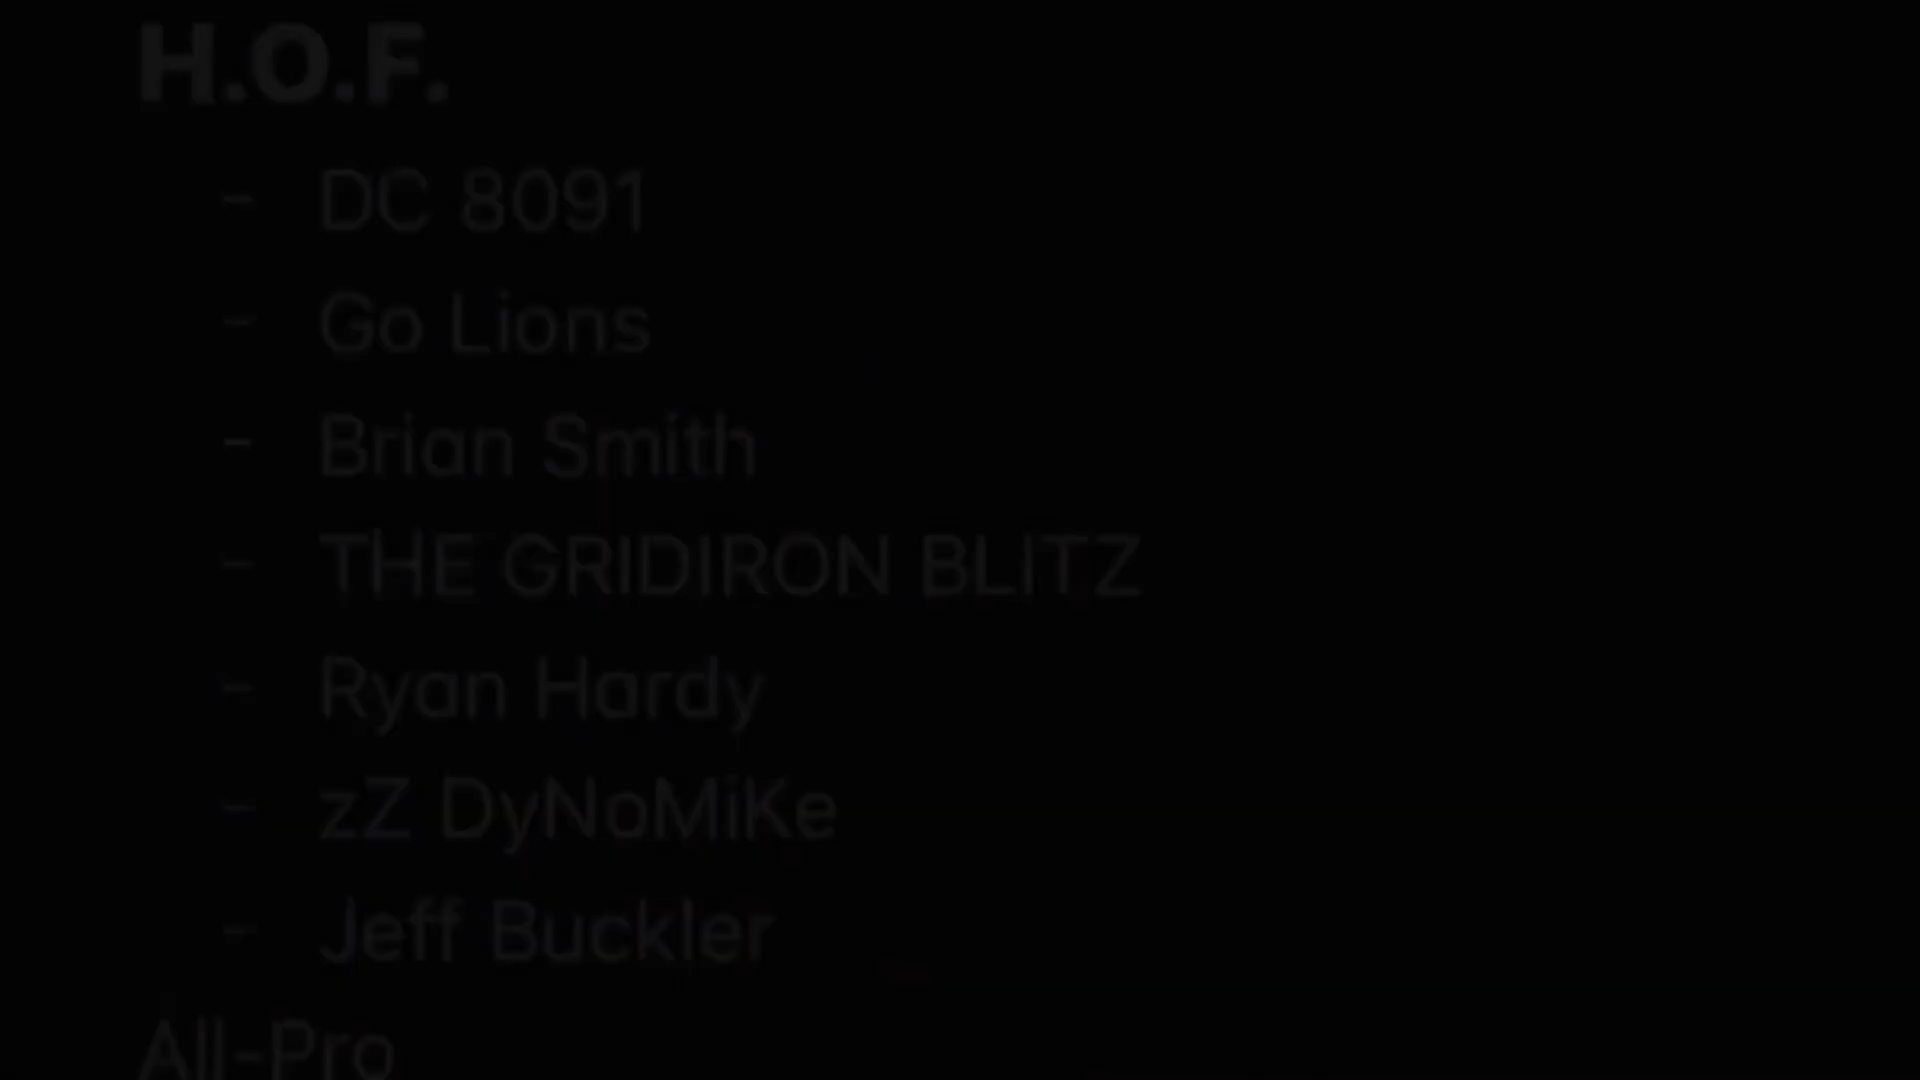 H.O.F.
- DC 8091
- Go Lions
- Brian Smith
- THE GRIDIRON BLITZ
- Ryan Hardy
- zZ DyNoMiKe
- Jeff Buckler
All-Pro